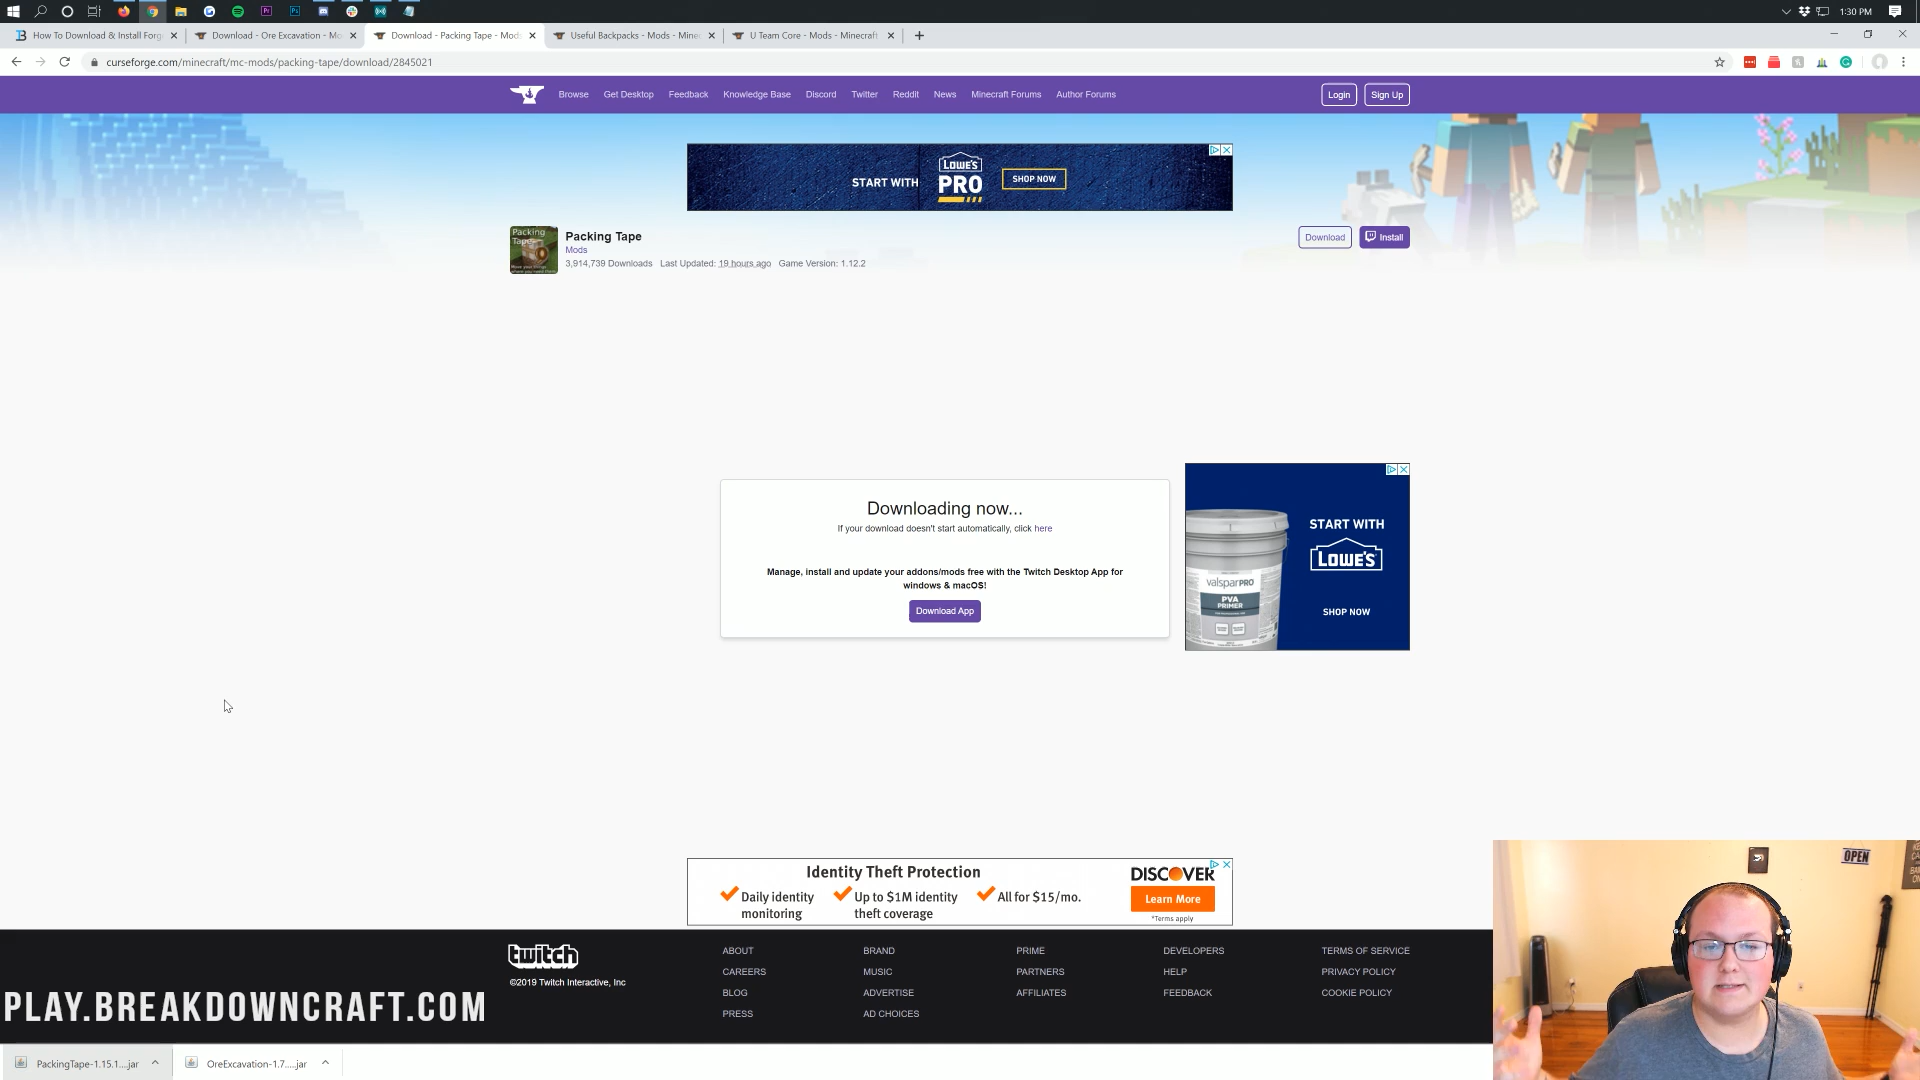 1:30 PM
How To Download & Install Forg
Download - Ore Excavation - Mo
Download - Packing Tape - Mod
Useful Backpacks - Mods - Mine
U Team Core - Mods - Minecraft
curseforge.com/minecraft/mc-mods/packing-tape/download/2845021
Browse Get Desktop Feedback Knowledge Base Discord Twitter Reddit News Minecraft Forums Author Forums Login Sign Up
START WITH LOWE'S PRO SHOP NOW
Packing Tape
Packing Tape
Mods
3,914,739 Downloads Last Updated: 19 hours ago Game Version: 1.12.2
Download Install
Downloading now...
If your download doesn't start automatically, click here
Manage, install and update your addons/mods free with the Twitch Desktop App for
windows & macOS!
Download App
START WITH
LOWE'S
SHOP NOW
valsparPRO
PVA
PRIMER
Identity Theft Protection
Daily identity
monitoring
Up to $1M identity
theft coverage
All for $15/mo.
DISCOVER
Learn More
*Terms apply
twitch
©2019 Twitch Interactive, Inc
ABOUT
CAREERS
BLOG
PRESS
BRAND
MUSIC
ADVERTISE
AD CHOICES
PRIME
PARTNERS
AFFILIATES
DEVELOPERS
HELP
FEEDBACK
TERMS OF SERVICE
PRIVACY POLICY
COOKIE POLICY
PLAY.BREAKDOWNCRAFT.COM
PackingTape-1.15.1....jar
OreExcavation-1.7....jar
OPEN